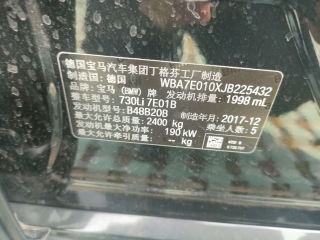 德国宝马汽车集团丁格芬工厂制造
制造国：德国 WBA7E010XJB225432
品牌：宝马(BMW)牌
整车型号：730Li 7E01B 发动机排量：1998 mL
发动机型号：B48B20B 制造年月：2017-12
最大允许总质量：2400 kg 乘坐人数：5
发动机最大净功率：190 kW
最大允许牵引质量：-- kg